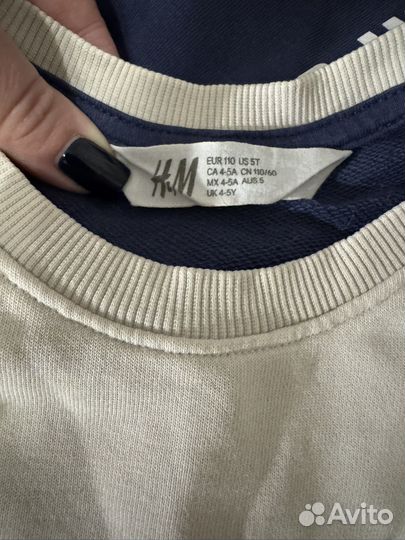 H&M
EUR 110 US 5T
CA 4-5A CN 110/60
MX 4-5A AUS 5
UK 4-5Y
Avito